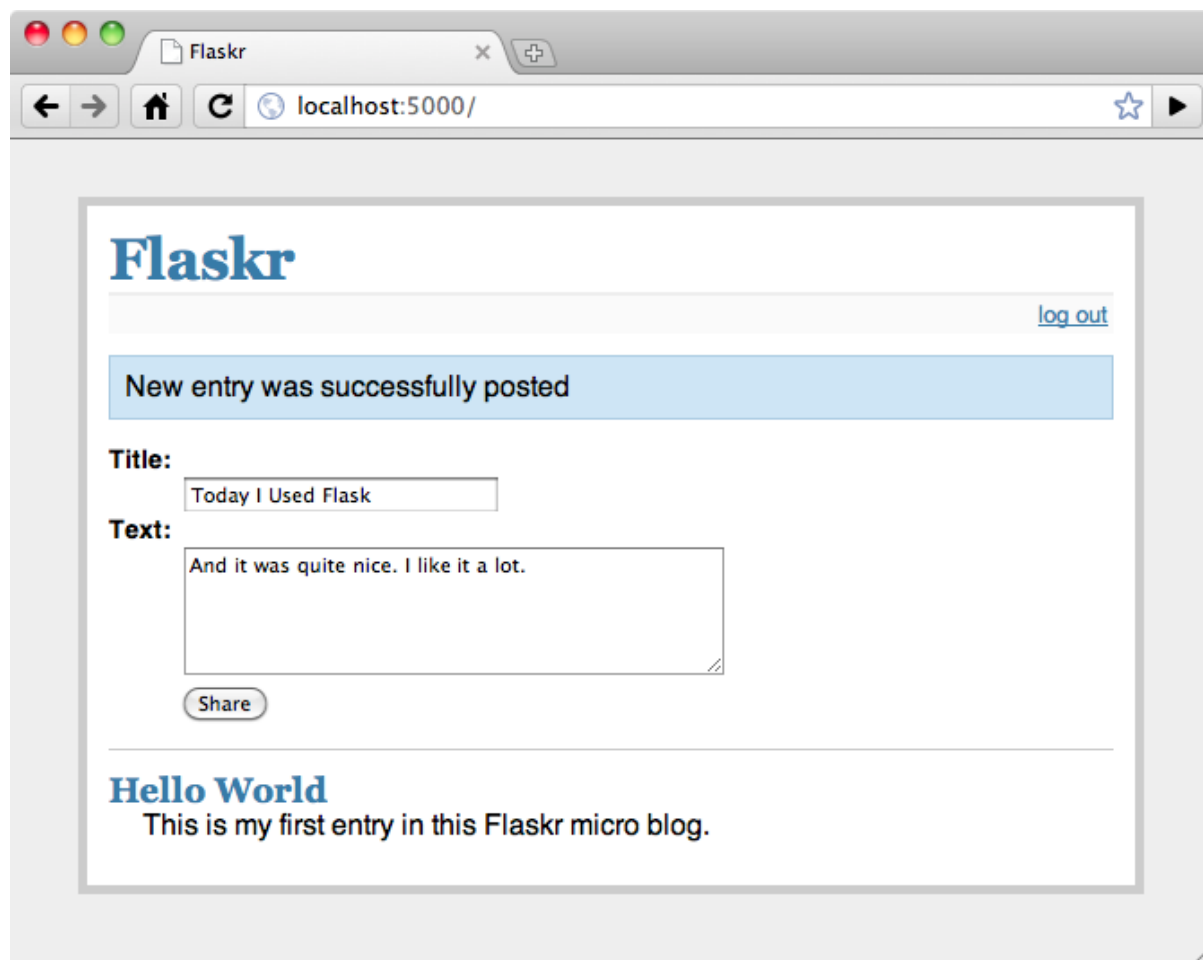 Flaskr
localhost:5000/
Flaskr
log out
New entry was successfully posted
Title:
Today I Used Flask
Text:
And it was quite nice. I like it a lot.
Share
Hello World
This is my first entry in this Flaskr micro blog.